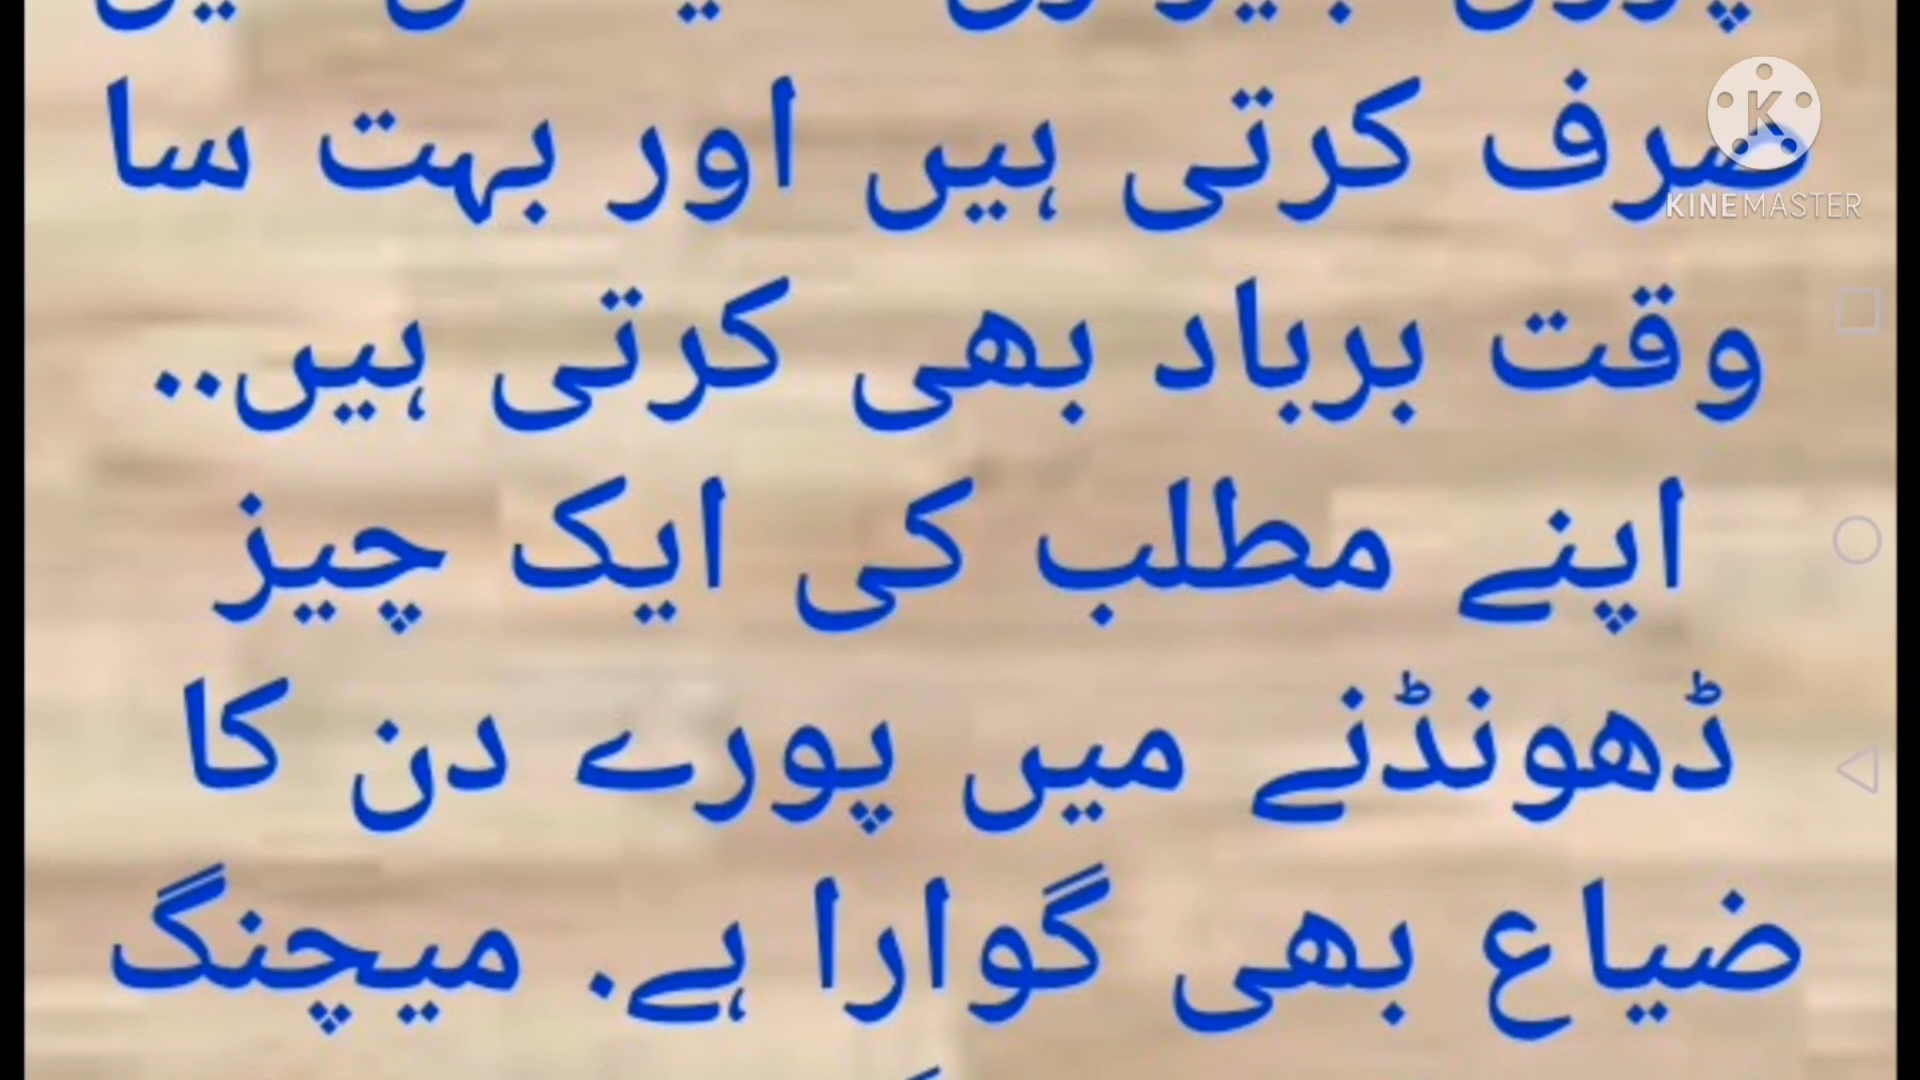 صرف کرتی ہیں اور بہت سا
وقت برباد بھی کرتی ہیں..
اپنے مطلب کی ایک چیز
ڈھونڈنے میں پورے دن کا
ضیاع بھی گوارا ہے. میچنگ
KINEMASTER